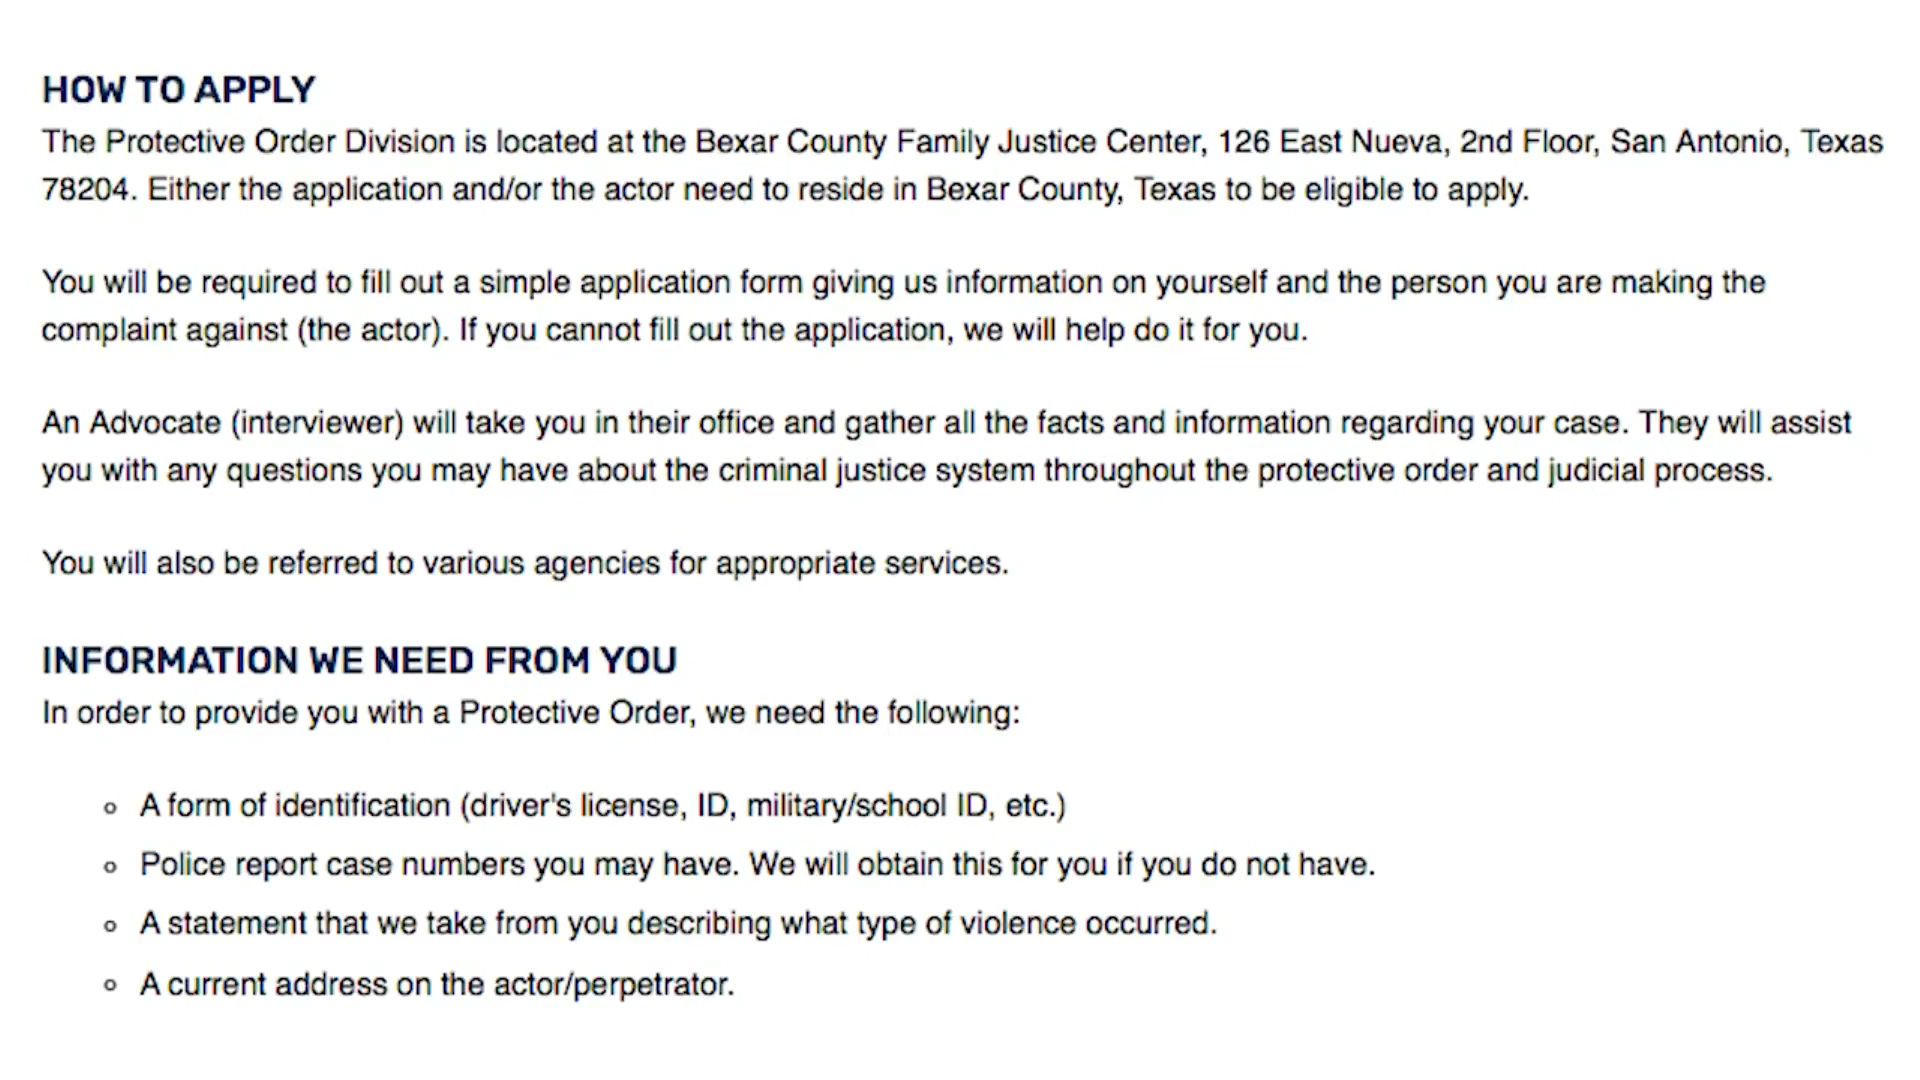 HOW TO APPLY
The Protective Order Division is located at the Bexar County Family Justice Center, 126 East Nueva, 2nd Floor, San Antonio, Texas
78204. Either the application and/or the actor need to reside in Bexar County, Texas to be eligible to apply.
You will be required to fill out a simple application form giving us information on yourself and the person you are making the
complaint against (the actor). If you cannot fill out the application, we will help do it for you.
An Advocate (interviewer) will take you in their office and gather all the facts and information regarding your case. They will assist
you with any questions you may have about the criminal justice system throughout the protective order and judicial process.
You will also be referred to various agencies for appropriate services.
INFORMATION WE NEED FROM YOU
In order to provide you with a Protective Order, we need the following:
◦ A form of identification (driver's license, ID, military/school ID, etc.)
◦ Police report case numbers you may have. We will obtain this for you if you do not have.
◦ A statement that we take from you describing what type of violence occurred.
◦ A current address on the actor/perpetrator.